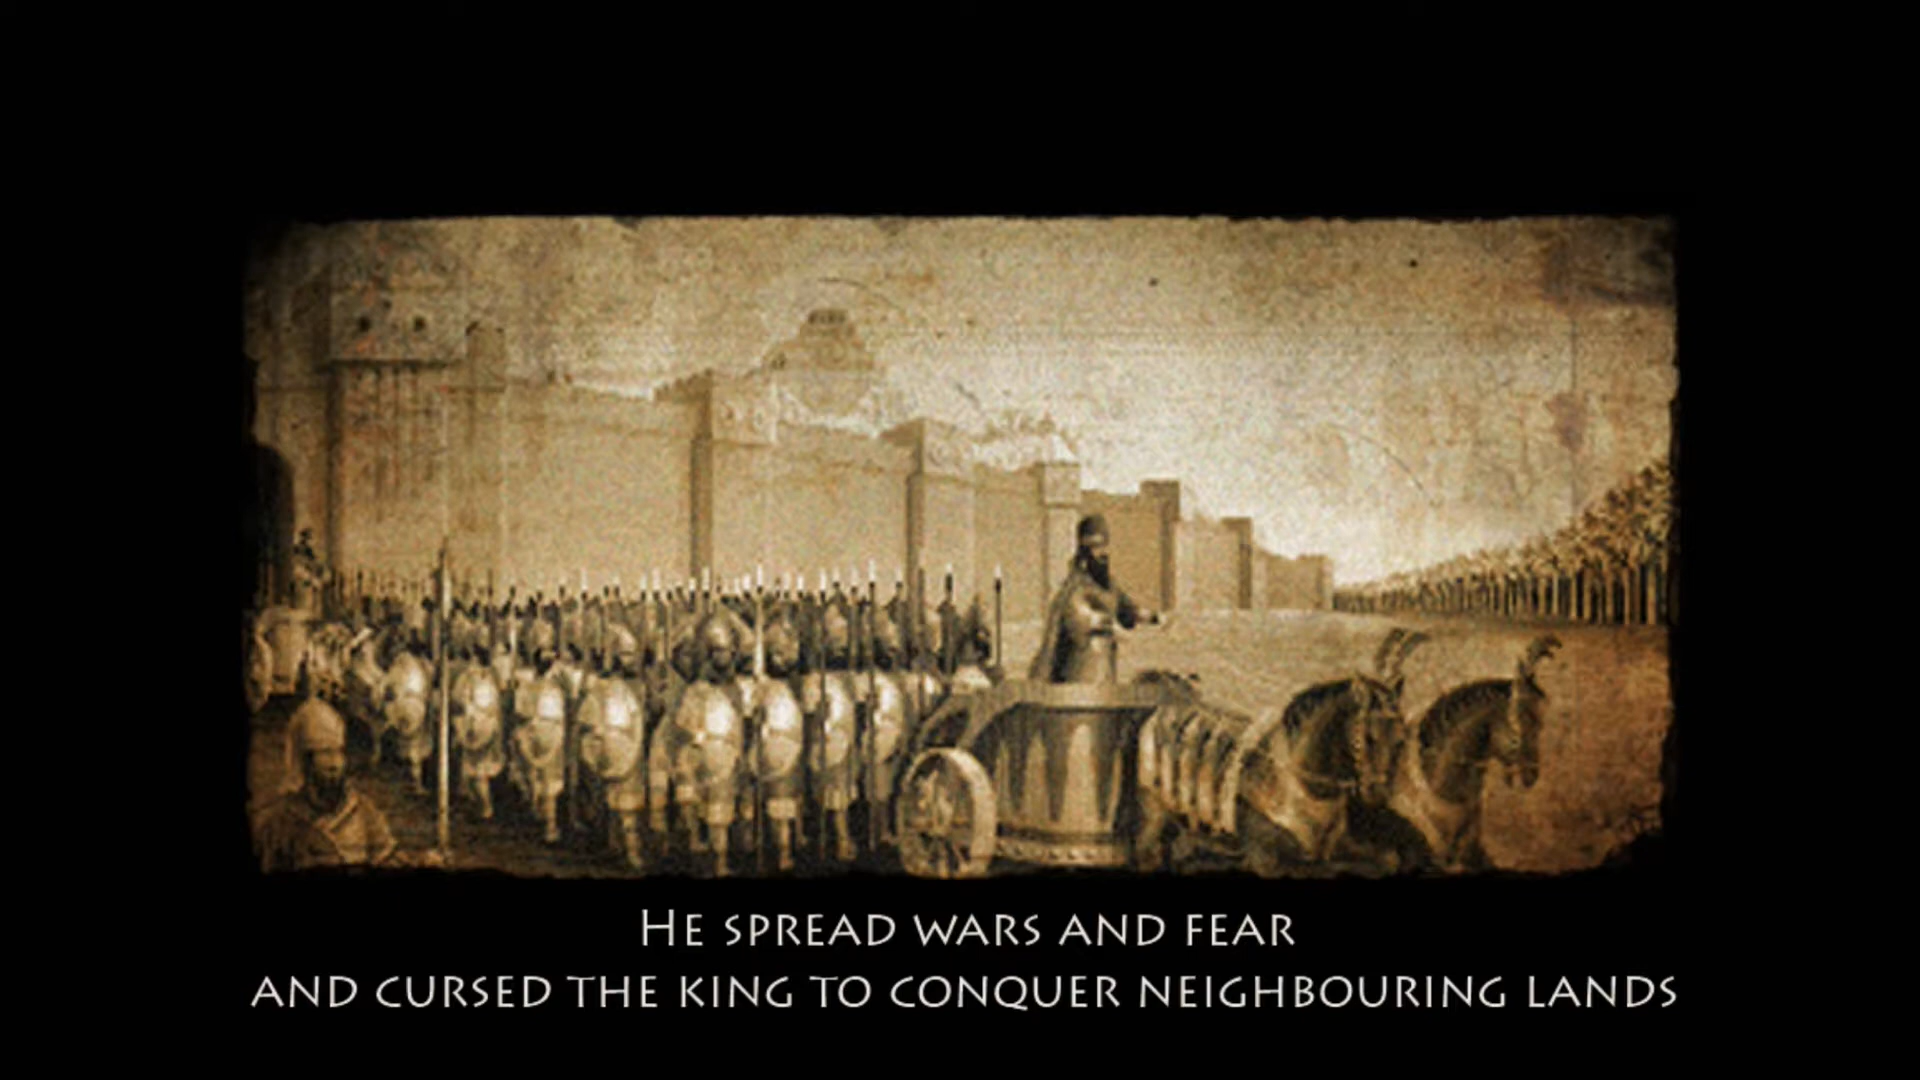 He spread wars and fear
and cursed the king to conquer neighbouring lands